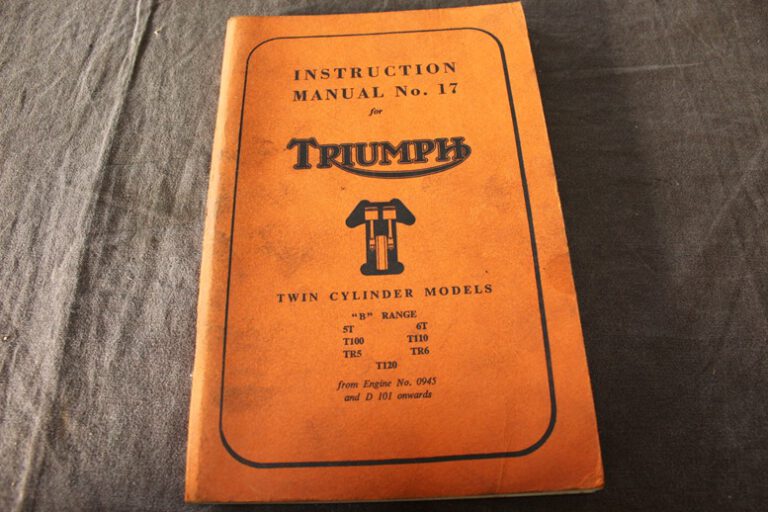 INSTRUCTION
MANUAL No. 17
for
TRIUMPH
TWIN CYLINDER MODELS
"B" RANGE
5T 6T
T100 T110
TR5 TR6
T120
from Engine No. 0945
and D 101 onwards